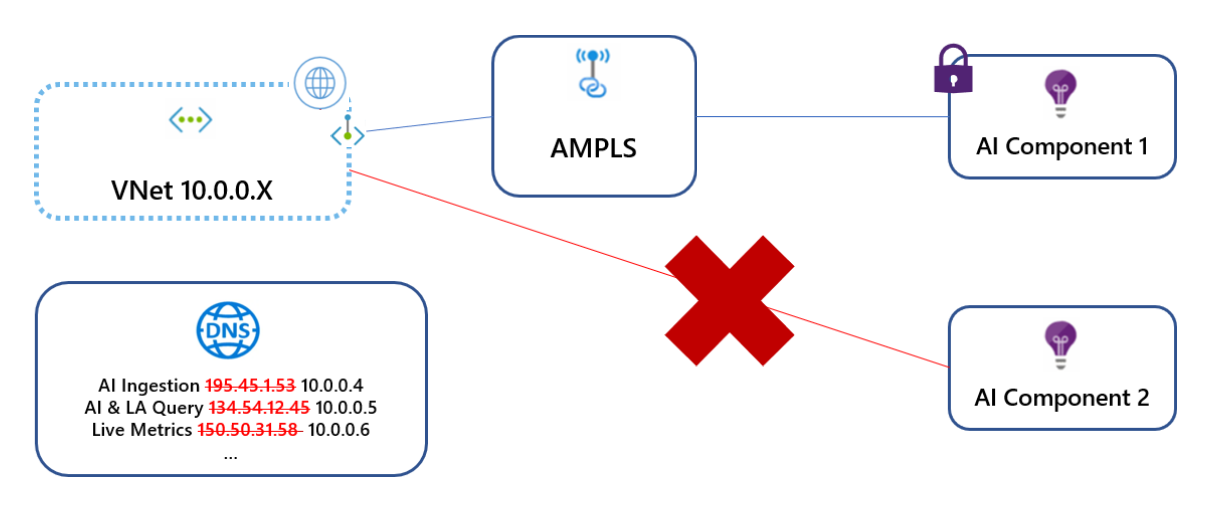 VNet 10.0.0.X
AMPLS
AI Component 1
DNS
AI Ingestion 195.45.1.53 10.0.0.4
AI & LA Query 134.54.12.45 10.0.0.5
Live Metrics 150.50.31.58 10.0.0.6
...
AI Component 2